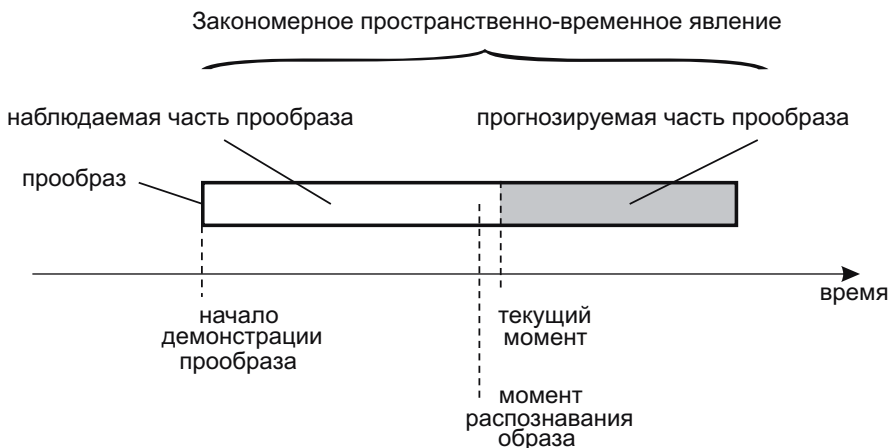 Закономерное пространственно-временное явление
наблюдаемая часть прообраза
прогнозируемая часть прообраза
прообраз
время
начало
демонстрации
прообраза
текущий
момент
момент
распознавания
образа